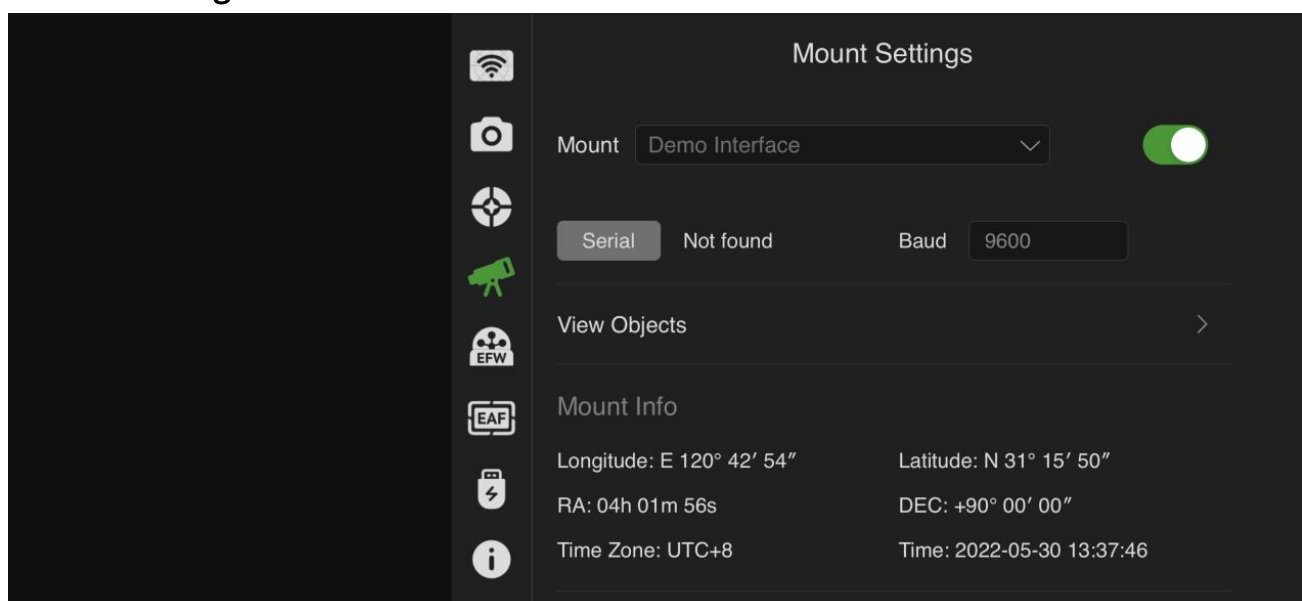 Mount Settings
Mount Demo Interface
Serial Not found Baud 9600
View Objects
EFW
Mount Info
EAF
Longitude: E 120° 42′ 54″ Latitude: N 31° 15′ 50″
RA: 04h 01m 56s DEC: +90° 00′ 00″
Time Zone: UTC+8 Time: 2022-05-30 13:37:46